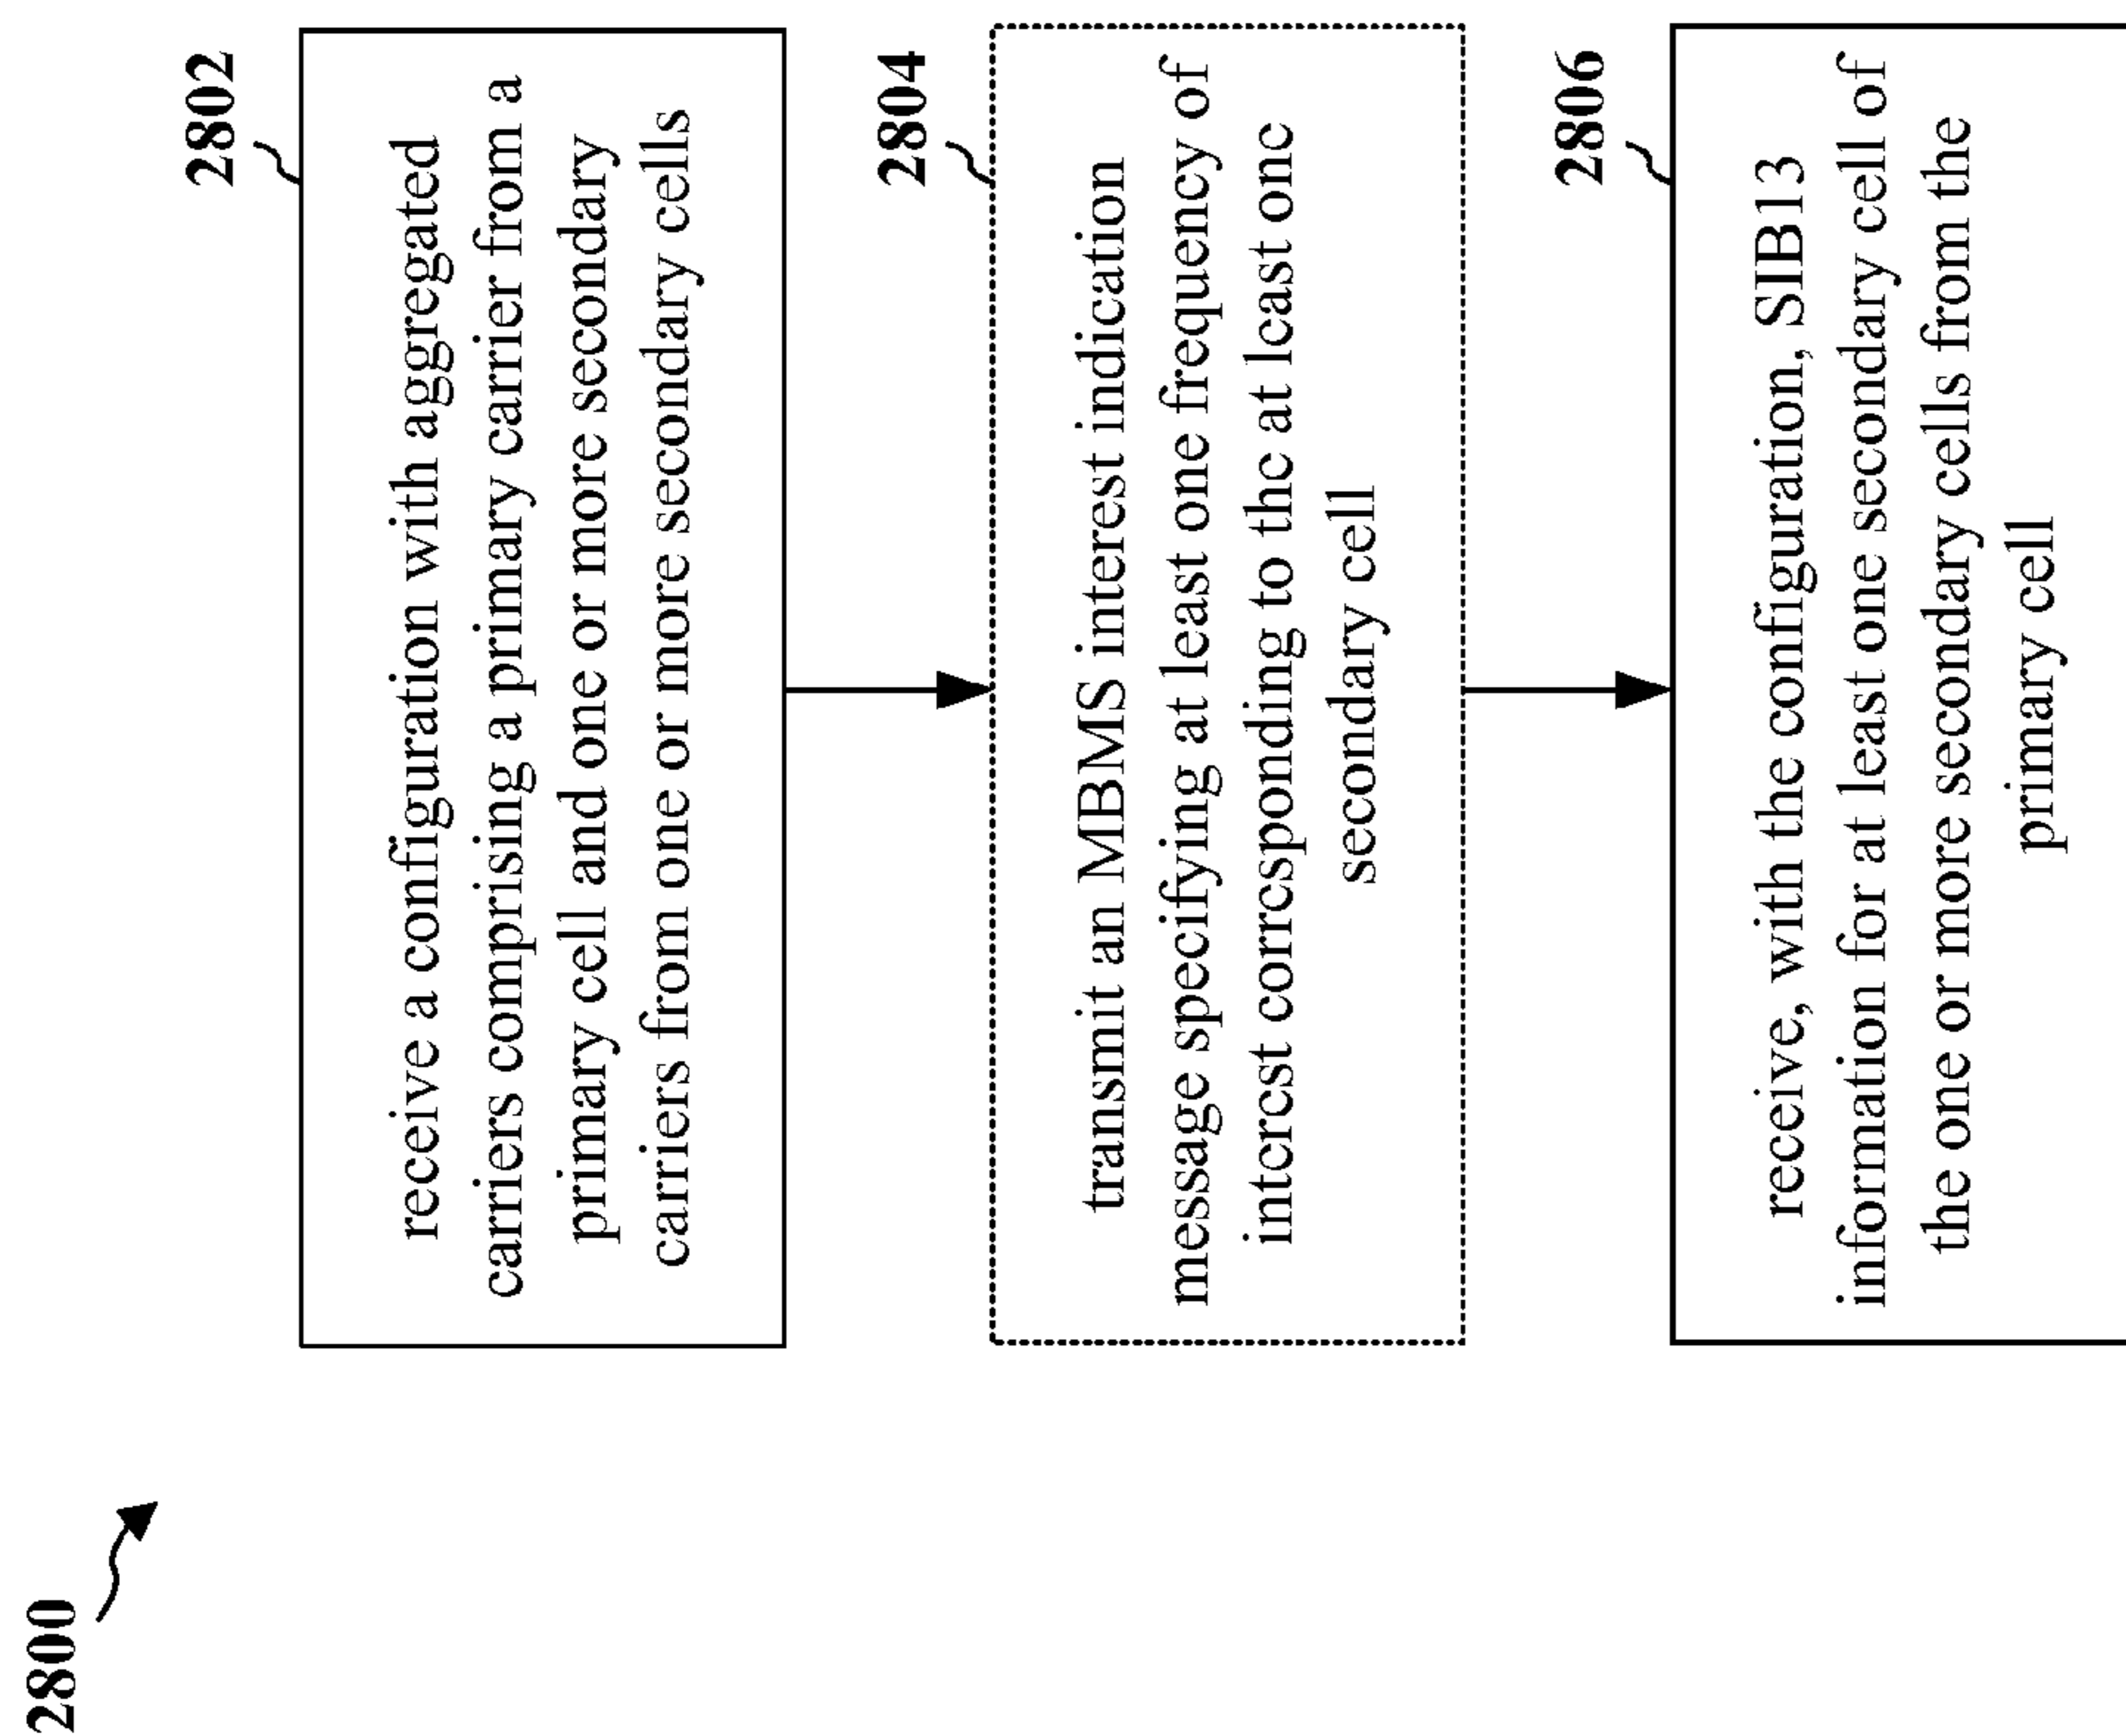 2800
2802
receive a configuration with aggregated
carriers comprising a primary carrier from a
primary cell and one or more secondary
carriers from one or more secondary cells
2804
transmit an MBMS interest indication
message specifying at least one frequency of
interest corresponding to the at least one
secondary cell
2806
receive, with the configuration, SIB13
information for at least one secondary cell of
the one or more secondary cells from the
primary cell